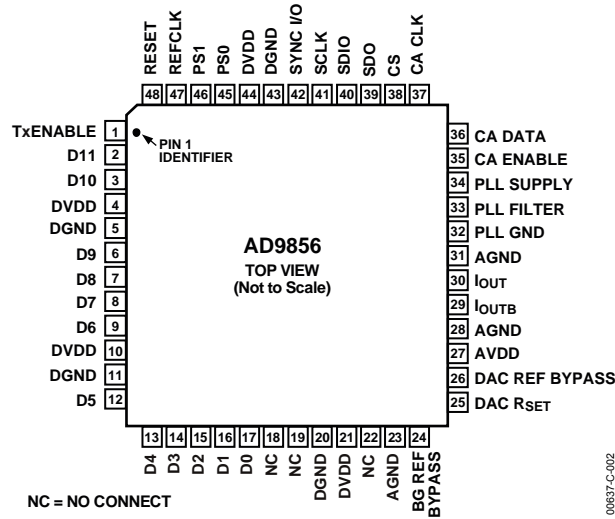 RESET
REFCLK
PS1
PS0
DVDD
DGND
SYNC I/O
SCLK
SDIO
SDO
CS
CA CLK
48 47 46 45 44 43 42 41 40 39 38 37
TxENABLE 1
PIN 1
IDENTIFIER
D11 2
D10 3
DVDD 4
DGND 5
D9 6
D8 7
D7 8
D6 9
DVDD 10
DGND 11
D5 12
AD9856
TOP VIEW
(Not to Scale)
36 CA DATA
35 CA ENABLE
34 PLL SUPPLY
33 PLL FILTER
32 PLL GND
31 AGND
30 IOUT
29 IOUTB
28 AGND
27 AVDD
26 DAC REF BYPASS
25 DAC RSET
13 14 15 16 17 18 19 20 21 22 23 24
D4
D3
D2
D1
D0
NC
NC
DGND
DVDD
NC
AGND
BG REF
BYPASS
NC = NO CONNECT
00637-C-002